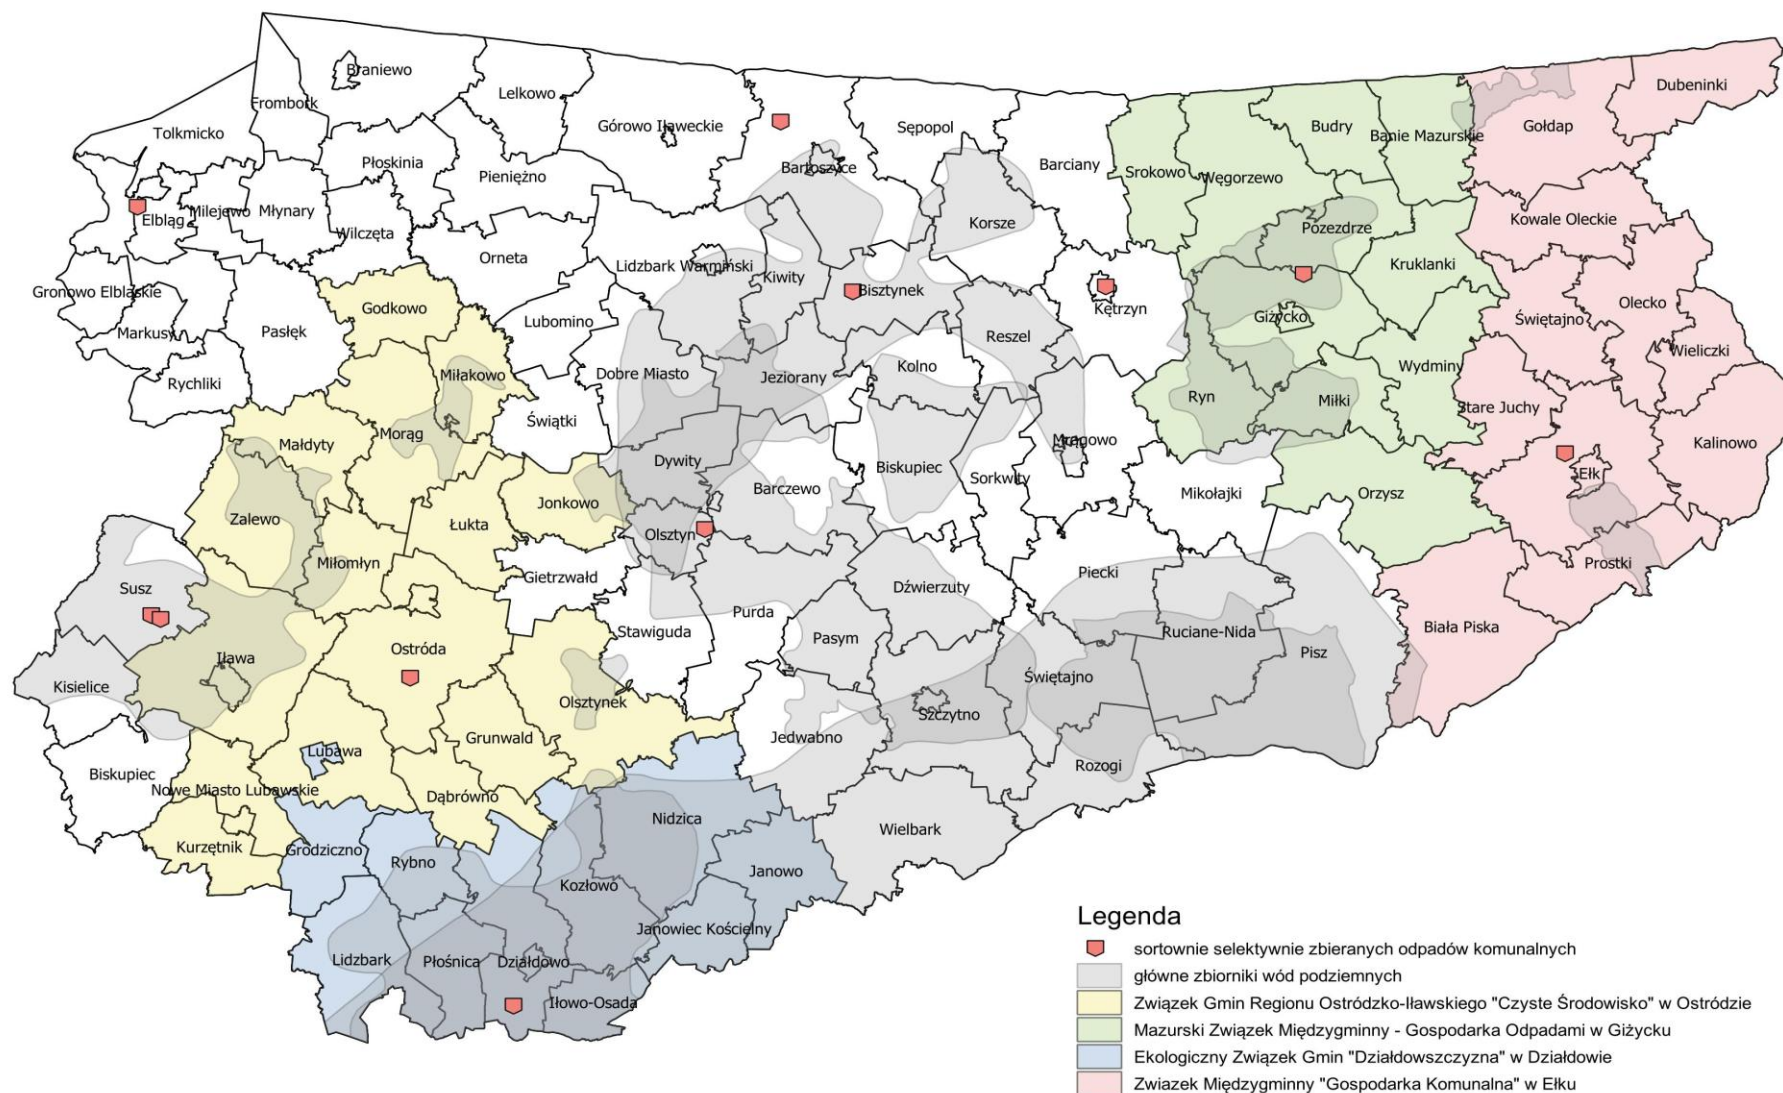 Braniewo
Lelkowo
Dubeninki
Frombork
Tolkmicko
Górowo Iławeckie
Sępopol
Budry
Banie Mazurskie
Gołdap
Płoskinia
Pieniężno
Bartoszyce
Barciany
Srokowo
Węgorzewo
Elbląg
Milejewo
Młynary
Wilczęta
Korsze
Pozezdrze
Kowale Oleckie
Orneta
Lidzbark Warmiński
Kiwity
Bisztynek
Kętrzyn
Kruklanki
Gronowo Elbląskie
Markusy
Pasłęk
Godkowo
Lubomino
Reszel
Giżycko
Świętajno
Olecko
Rychliki
Miłakowo
Dobre Miasto
Jeziorany
Kolno
Wydminy
Wieliczki
Ryn
Miłki
Stare Juchy
Małdyty
Morąg
Świątki
Mrągowo
Kalinowo
Dywity
Barczewo
Biskupiec
Sorkwity
Mikołajki
Orzysz
Ełk
Zalewo
Łukta
Jonkowo
Olsztyn
Miłomłyn
Gietrzwałd
Dźwierzuty
Piecki
Prostki
Susz
Stawiguda
Purda
Pasym
Ruciane-Nida
Biała Piska
Iława
Ostróda
Pisz
Kisielice
Olsztynek
Świętajno
Szczytno
Lubawa
Grunwald
Jedwabno
Rozogi
Biskupiec
Nowe Miasto Lubawskie
Dąbrówno
Nidzica
Wielbark
Kurzętnik
Grodziczno
Rybno
Kozłowo
Janowo
Janowiec Kościelny
Lidzbark
Płośnica
Działdowo
Iłowo-Osada
Legenda
sortownie selektywnie zbieranych odpadów komunalnych
główne zbiorniki wód podziemnych
Związek Gmin Regionu Ostródzko-Iławskiego "Czyste Środowisko" w Ostródzie
Mazurski Związek Międzygminny - Gospodarka Odpadami w Giżycku
Ekologiczny Związek Gmin "Działdowszczyzna" w Działdowie
Zwiazek Międzygminny "Gospodarka Komunalna" w Ełku